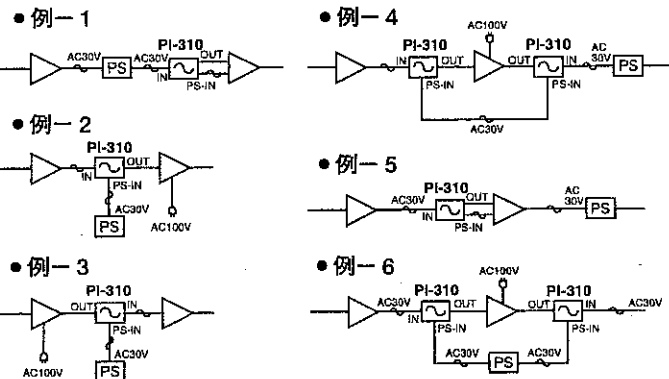 ● 例−1
PI-310
AC30V
PS
AC30V
IN
OUT
PS-IN
● 例−2
PI-310
IN
OUT
PS-IN
AC30V
PS
AC100V
● 例−3
PI-310
OUT
IN
PS-IN
AC30V
PS
AC100V
● 例−4
AC100V
PI-310
PI-310
IN
OUT
OUT
IN
AC
30V
PS
PS-IN
PS-IN
AC30V
● 例−5
PI-310
AC30V
IN
OUT
PS-IN
AC
30V
PS
● 例−6
AC100V
PI-310
PI-310
AC30V
IN
OUT
OUT
IN
AC30V
PS-IN
PS-IN
AC30V
PS
AC30V